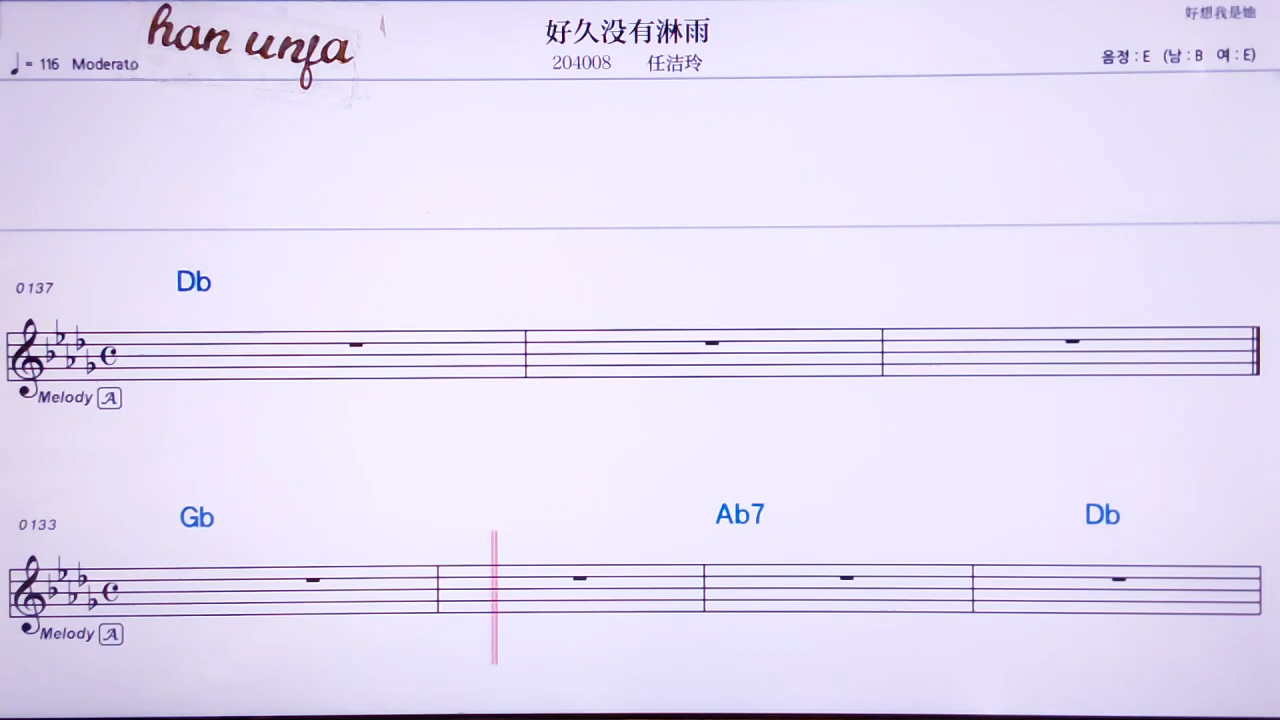 好想我是她
han unfa
好久没有淋雨
♩= 116 Moderato
204008 任洁玲
음정 : E (남 : B 여 : E)
0137
Db
Melody A
0133
Gb Ab7 Db
Melody A